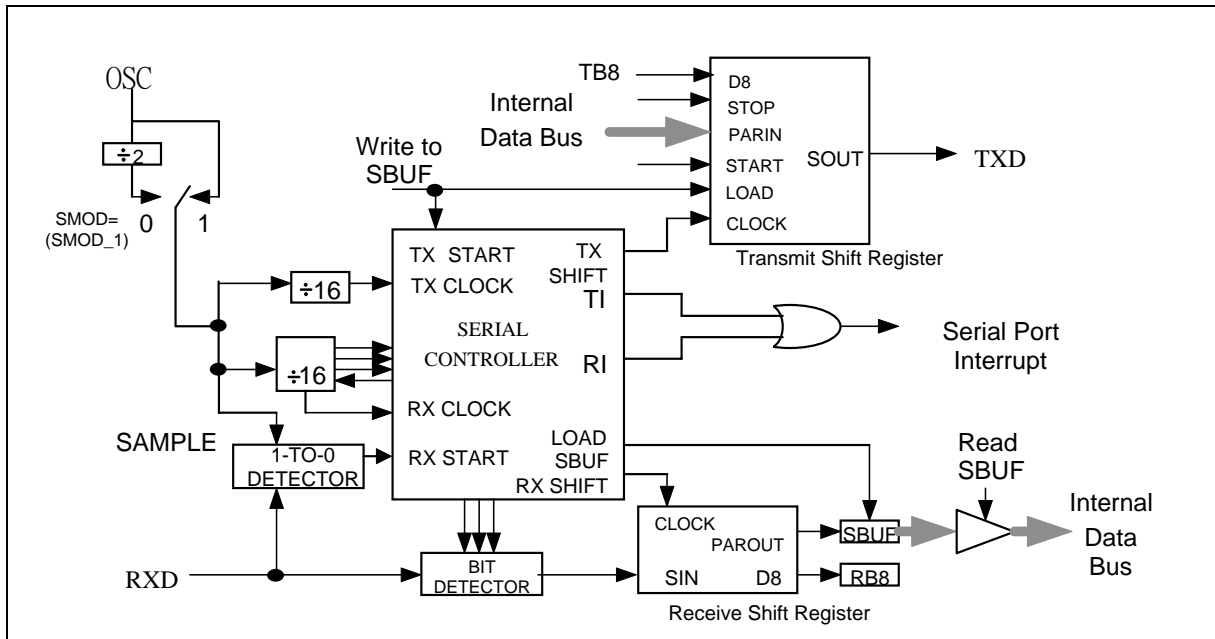 OSC
÷2
SMOD=
(SMOD_1)
0
1
÷16
÷16
SAMPLE
1-TO-0
DETECTOR
RXD
Write to
SBUF
TX START
TX CLOCK
SERIAL
CONTROLLER
RX CLOCK
RX START
TX
SHIFT
TI
RI
LOAD
SBUF
RX SHIFT
BIT
DETECTOR
TB8
Internal
Data Bus
D8
STOP
PARIN
START
LOAD
CLOCK
SOUT
TXD
Transmit Shift Register
Serial Port
Interrupt
CLOCK
PAROUT
SIN
D8
Receive Shift Register
SBUF
RB8
Read
SBUF
Internal
Data
Bus